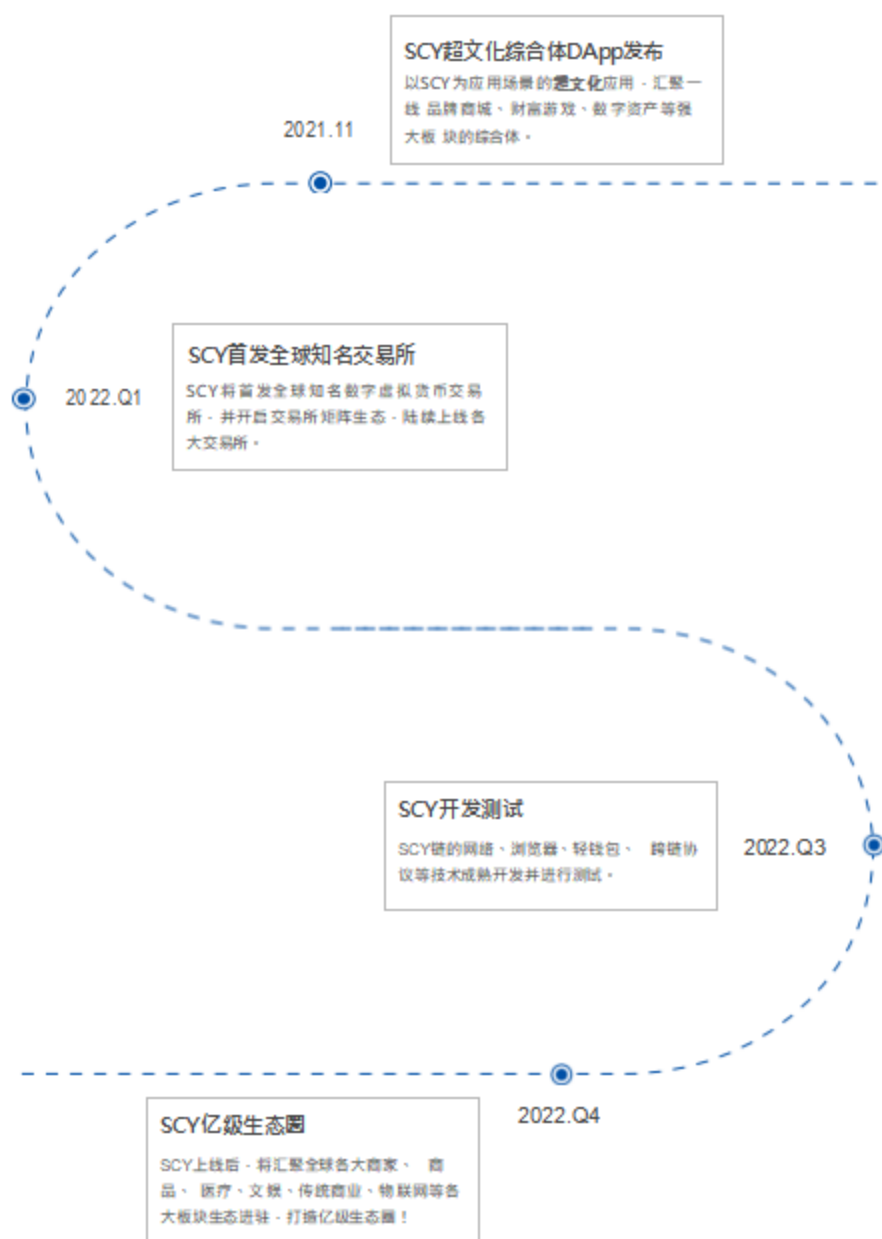 SCY超文化综合体DApp发布
以SCY为应用场景的超文化应用，汇聚一
线 品牌商城、财富游戏、数字资产等强
大板 块的综合体。
2021.11
SCY首发全球知名交易所
SCY将首发全球知名数字虚拟货币交易
所，并开启交易所矩阵生态，陆续上线各
大交易所。
2022.Q1
SCY开发测试
SCY链的网络、浏览器、轻钱包、 跨链协
议等技术成熟开发并进行测试。
2022.Q3
2022.Q4
SCY亿级生态圈
SCY上线后，将汇聚全球各大商家、 商
品、 医疗、文娱、传统商业、物联网等各
大板块生态进驻，打造亿级生态圈！